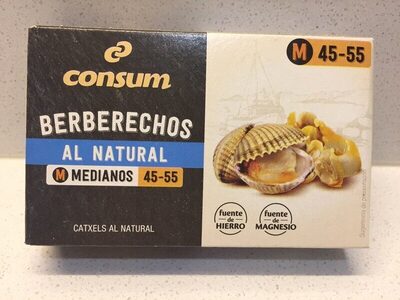 consum
BERBERECHOS
AL NATURAL
M MEDIANOS 45-55
CATXELS AL NATURAL
M 45-55
fuente
de
HIERRO
fuente
de
MAGNESIO